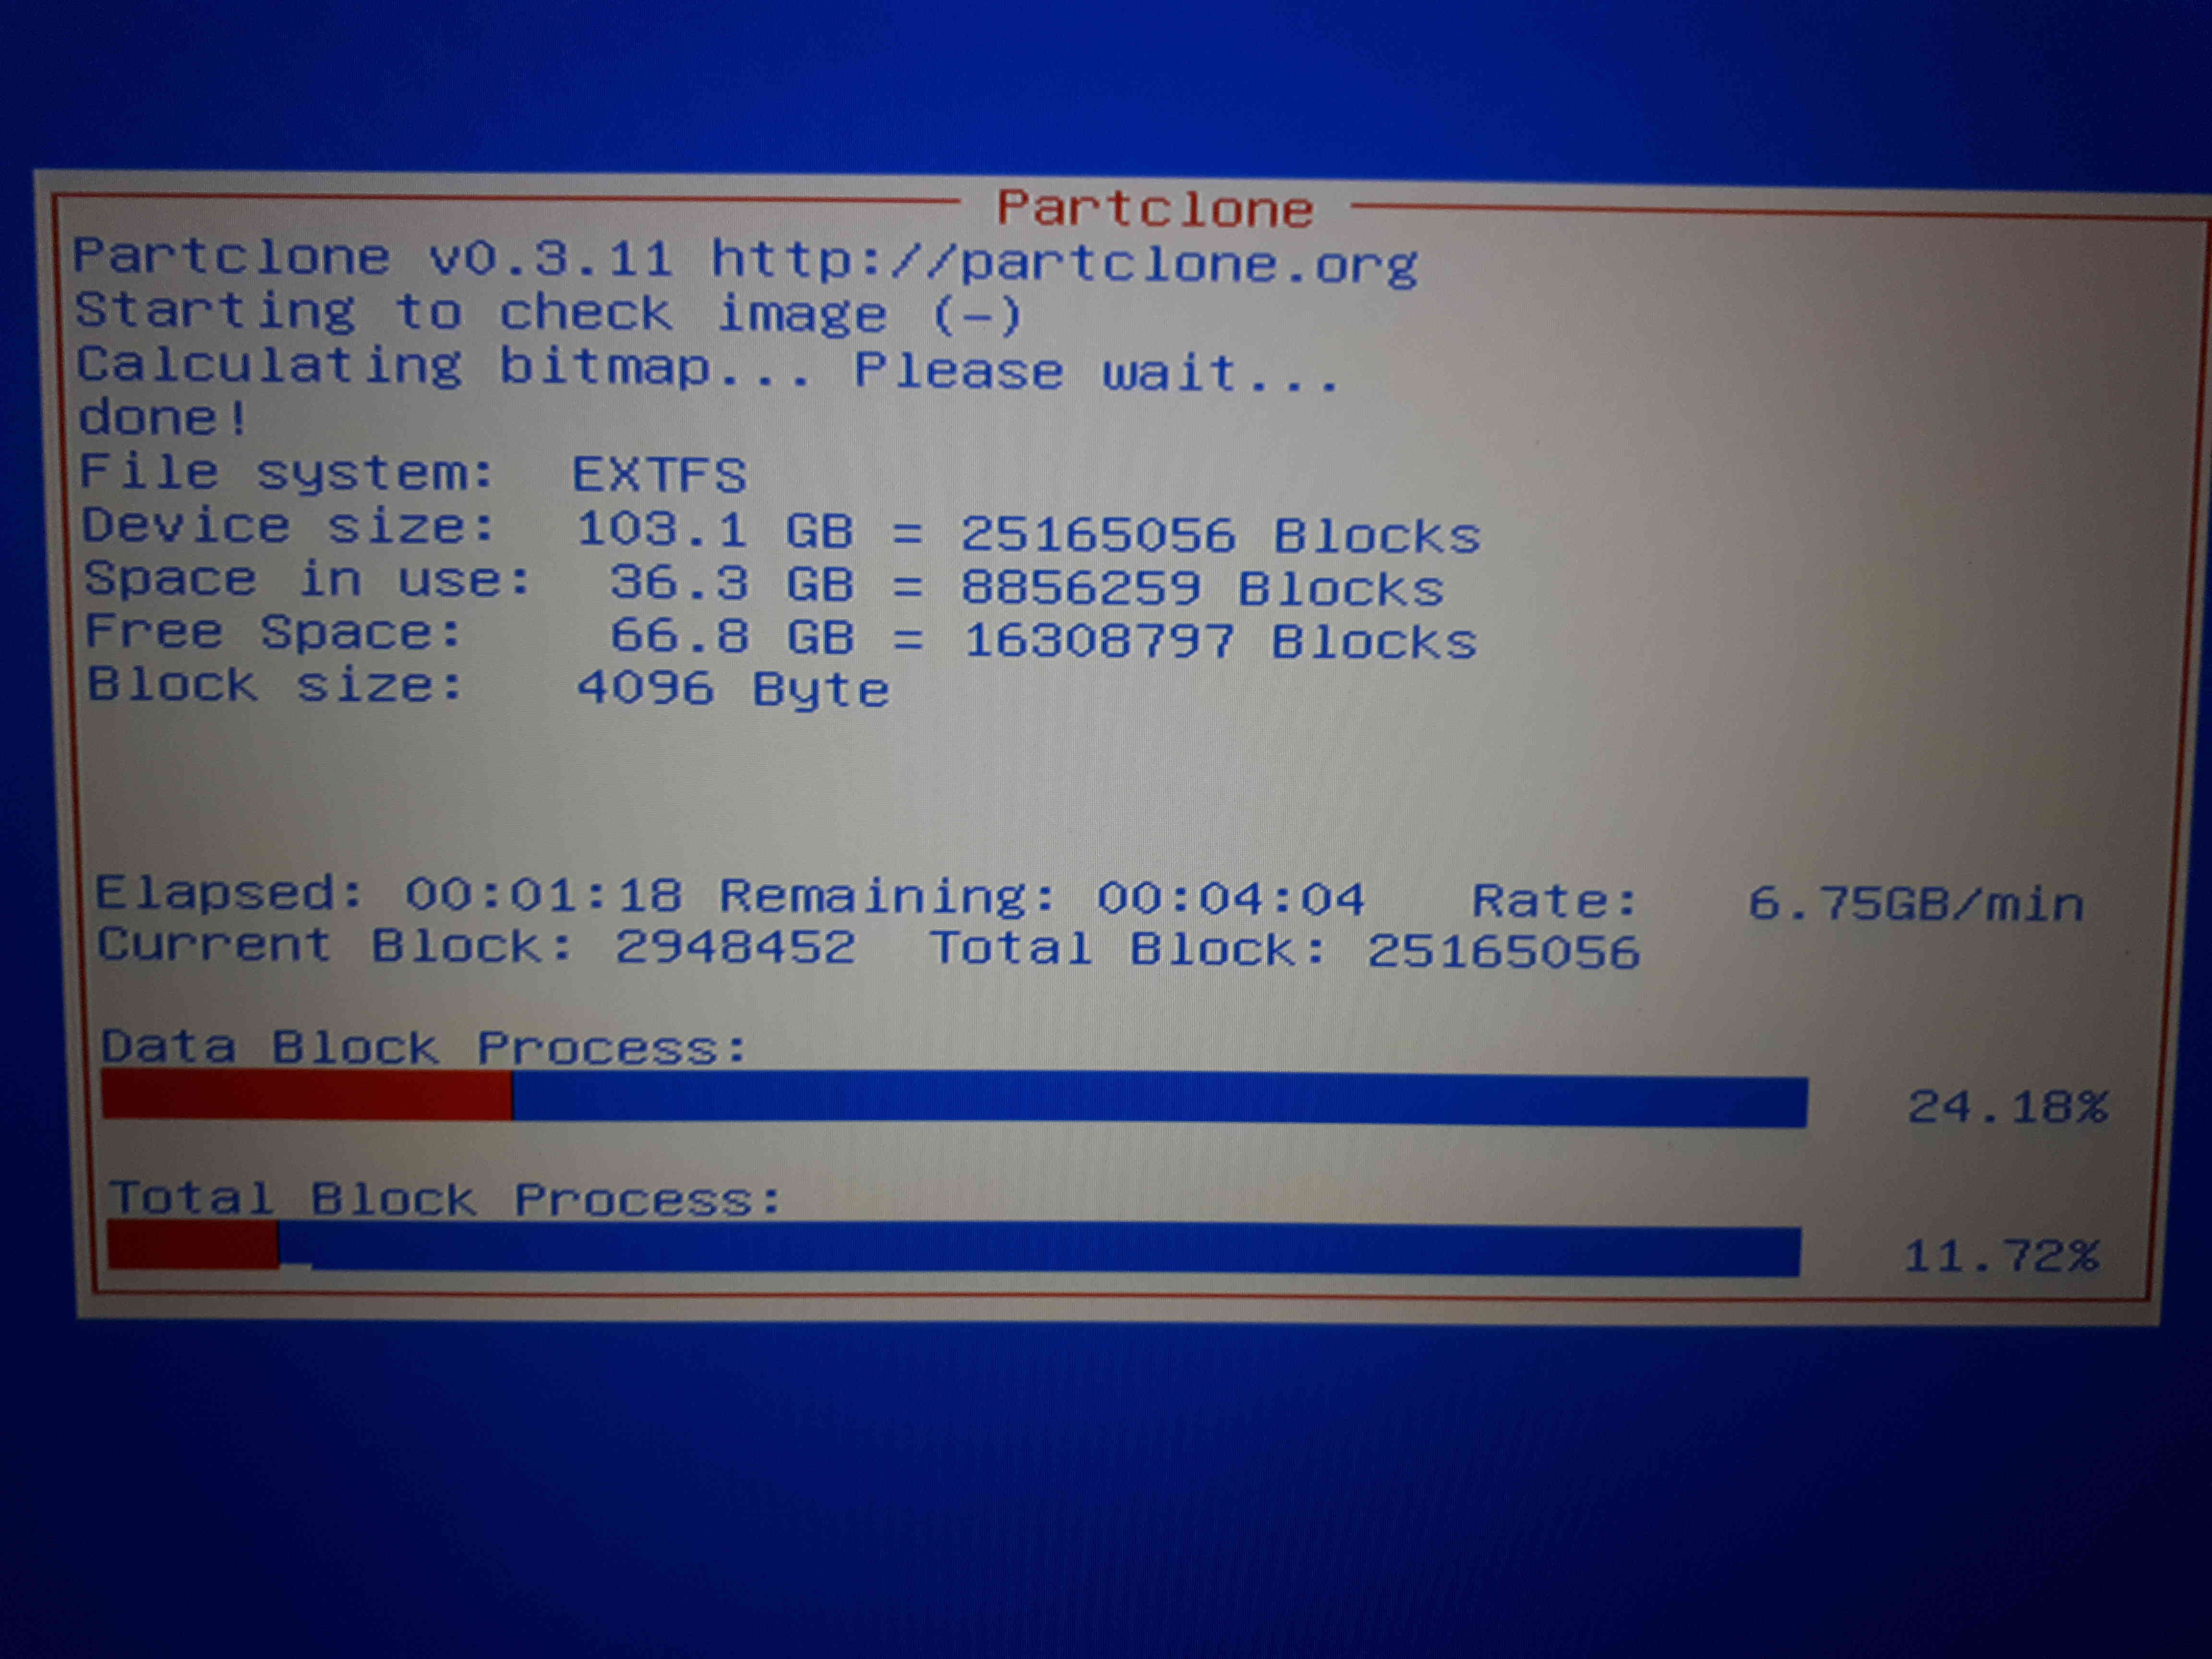 Partclone
Partclone v0.3.11 http://partclone.org
Starting to check image (-)
Calculating bitmap... Please wait...
done!
File system:  EXTFS
Device size:  103.1 GB = 25165056 Blocks
Space in use:  36.3 GB = 8856259 Blocks
Free Space:  66.8 GB = 16308797 Blocks
Block size:  4096 Byte
Elapsed: 00:01:18 Remaining: 00:04:04  Rate:  6.75GB/min
Current Block: 2948452  Total Block: 25165056
Data Block Process:
24.18%
Total Block Process:
11.72%